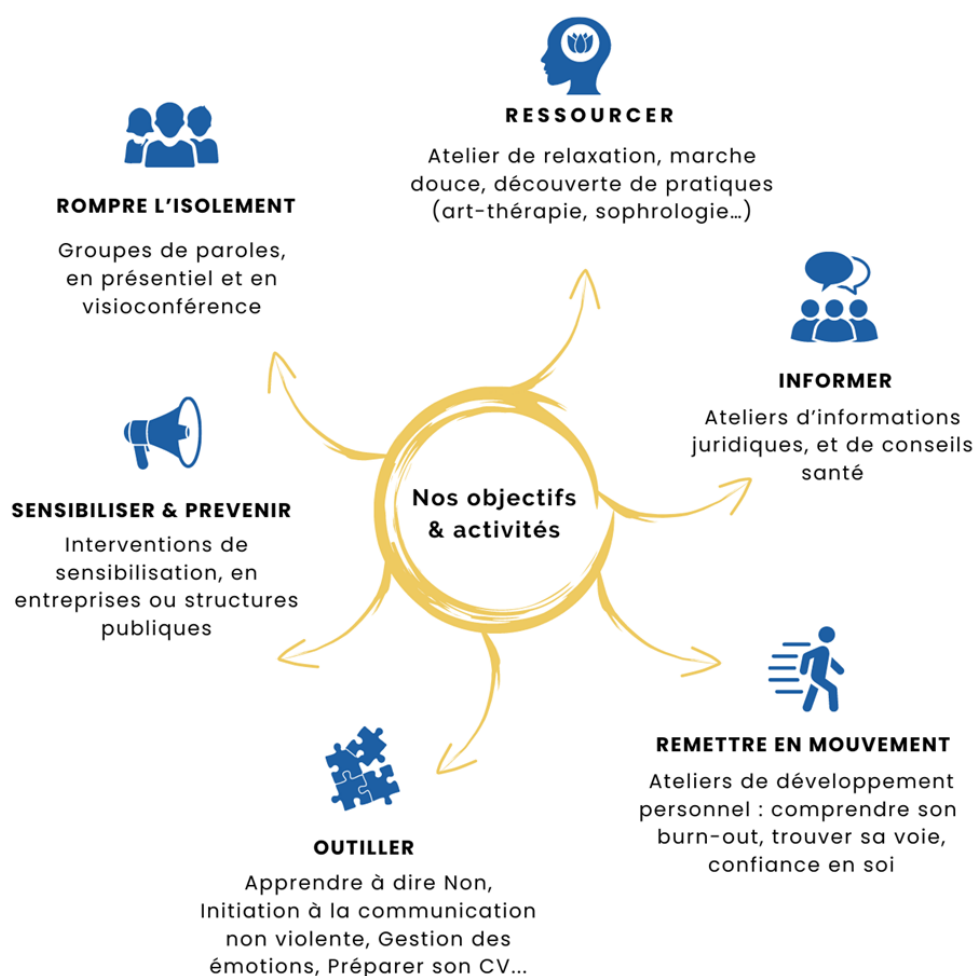 RESSOURCER
Atelier de relaxation, marche
douce, découverte de pratiques
(art-thérapie, sophrologie…)
ROMPRE L’ISOLEMENT
Groupes de paroles,
en présentiel et en
visioconférence
INFORMER
Ateliers d’informations
juridiques, et de conseils
santé
Nos objectifs
& activités
SENSIBILISER & PREVENIR
Interventions de
sensibilisation, en
entreprises ou structures
publiques
REMETTRE EN MOUVEMENT
Ateliers de développement
personnel : comprendre son
burn-out, trouver sa voie,
confiance en soi
OUTILLER
Apprendre à dire Non,
Initiation à la communication
non violente, Gestion des
émotions, Préparer son CV...